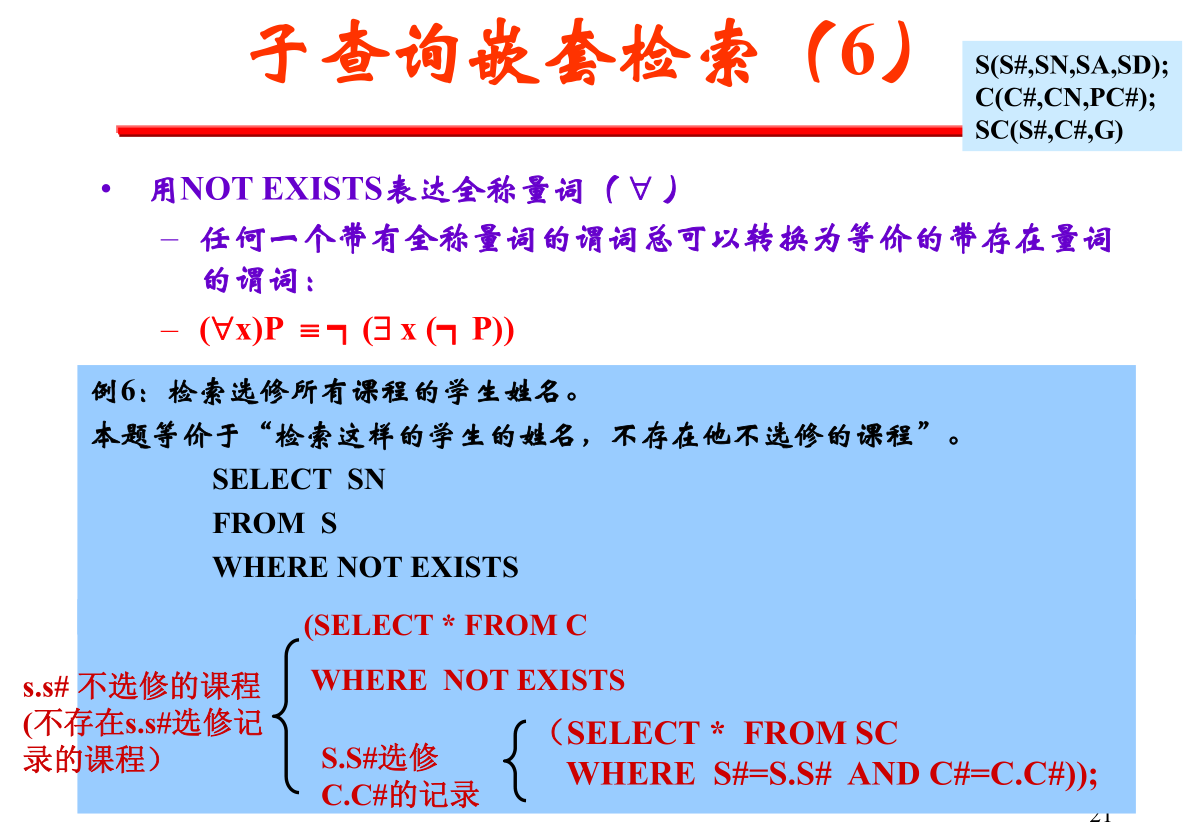 子查询嵌套检索（6）
S(S#,SN,SA,SD);
C(C#,CN,PC#);
SC(S#,C#,G)
• 用NOT EXISTS表达全称量词（∀）
– 任何一个带有全称量词的谓词总可以转换为等价的带存在量词
的谓词：
– (∀x)P ≡ ┓ (∃ x (┓ P))
例6：检索选修所有课程的学生姓名。
本题等价于“检索这样的学生的姓名，不存在他不选修的课程”。
SELECT SN
FROM S
WHERE NOT EXISTS
(SELECT * FROM C
WHERE NOT EXISTS
s.s# 不选修的课程
(不存在s.s#选修记
录的课程）
S.S#选修
C.C#的记录
（SELECT * FROM SC
WHERE S#=S.S# AND C#=C.C#));
21